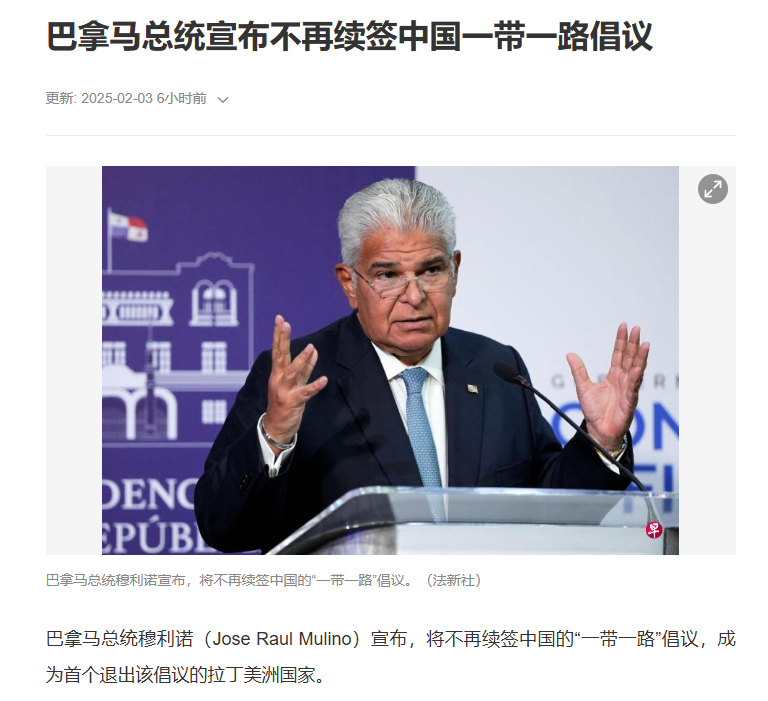 巴拿马总统宣布不再续签中国一带一路倡议
更新: 2025-02-03 6小时前
DENC
EPÚBL
GOVERN
ON
FI
早
巴拿马总统穆利诺宣布，将不再续签中国的“一带一路”倡议。（法新社）
巴拿马总统穆利诺（Jose Raul Mulino）宣布，将不再续签中国的“一带一路”倡议，成
为首个退出该倡议的拉丁美洲国家。